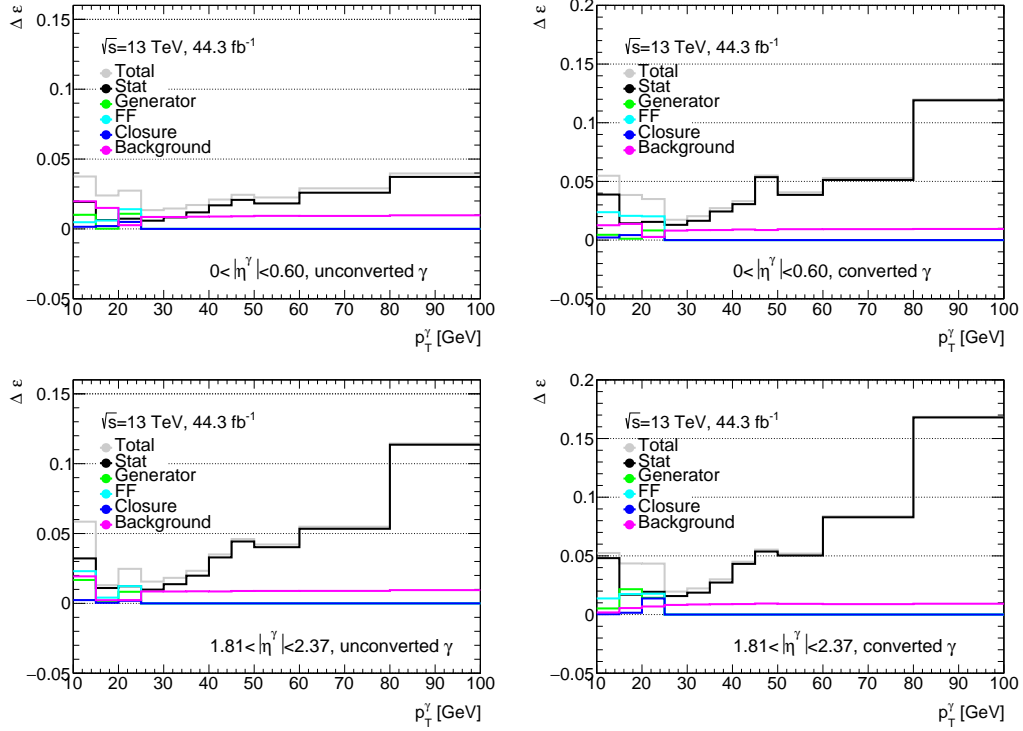 Δ ε
0.15
0.1
0.05
0
−0.05
√s=13 TeV, 44.3 fb⁻¹
Total
Stat
Generator
FF
Closure
Background
0<|η^γ|<0.60, unconverted γ
10 20 30 40 50 60 70 80 90 100
p_T^γ [GeV]
Δ ε
0.2
0.15
0.1
0.05
0
−0.05
√s=13 TeV, 44.3 fb⁻¹
Total
Stat
Generator
FF
Closure
Background
0<|η^γ|<0.60, converted γ
10 20 30 40 50 60 70 80 90 100
p_T^γ [GeV]
Δ ε
0.15
0.1
0.05
0
−0.05
√s=13 TeV, 44.3 fb⁻¹
Total
Stat
Generator
FF
Closure
Background
1.81<|η^γ|<2.37, unconverted γ
10 20 30 40 50 60 70 80 90 100
p_T^γ [GeV]
Δ ε
0.2
0.15
0.1
0.05
0
−0.05
√s=13 TeV, 44.3 fb⁻¹
Total
Stat
Generator
FF
Closure
Background
1.81<|η^γ|<2.37, converted γ
10 20 30 40 50 60 70 80 90 100
p_T^γ [GeV]